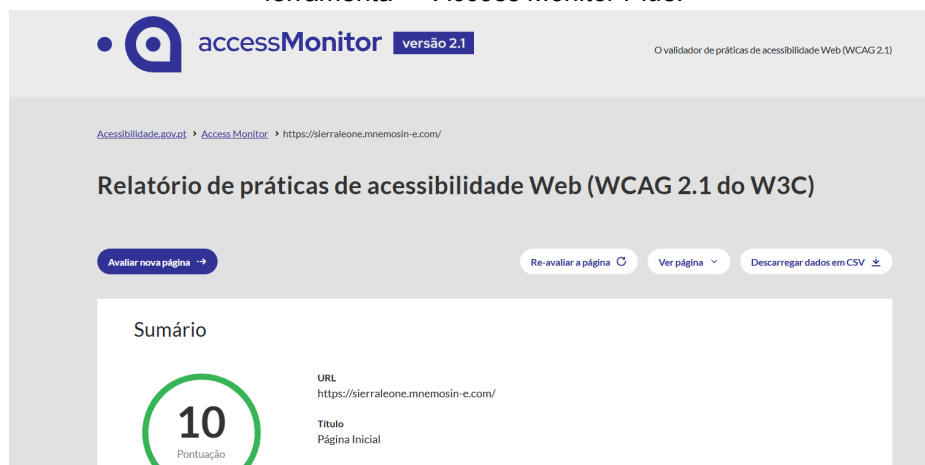 accessMonitor versão 2.1
O validador de práticas de acessibilidade Web (WCAG 2.1)
Acessibilidade.gov.pt › Access Monitor › https://sierraleone.mnemosin-e.com/
Relatório de práticas de acessibilidade Web (WCAG 2.1 do W3C)
Avaliar nova página
Re-avaliar a página
Ver página
Descarregar dados em CSV
Sumário
10
Pontuação
URL
https://sierraleone.mnemosin-e.com/
Título
Página Inicial